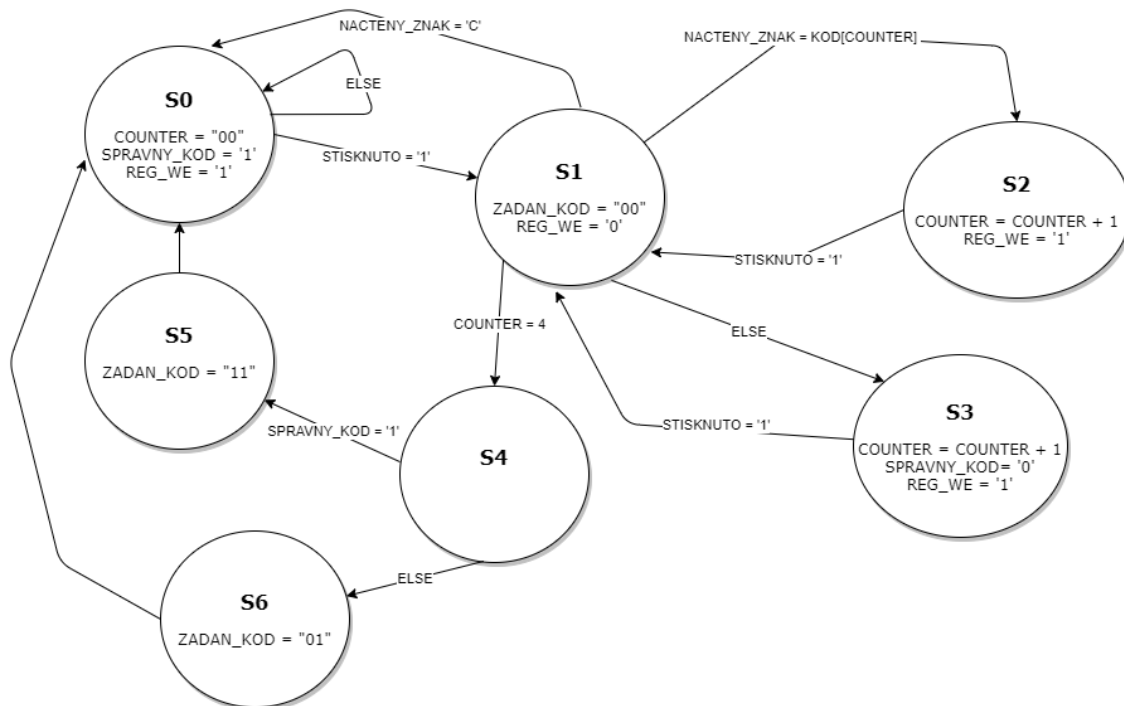 NACTENY_ZNAK = 'C'
NACTENY_ZNAK = KOD[COUNTER]
ELSE
S0
COUNTER = "00"
SPRAVNY_KOD = '1'
REG_WE = '1'
STISKNUTO = '1'
S1
ZADAN_KOD = "00"
REG_WE = '0'
S2
COUNTER = COUNTER + 1
REG_WE = '1'
STISKNUTO = '1'
COUNTER = 4
ELSE
S5
ZADAN_KOD = "11"
SPRAVNY_KOD = '1'
STISKNUTO = '1'
S3
COUNTER = COUNTER + 1
SPRAVNY_KOD= '0'
REG_WE = '1'
S4
ELSE
S6
ZADAN_KOD = "01"